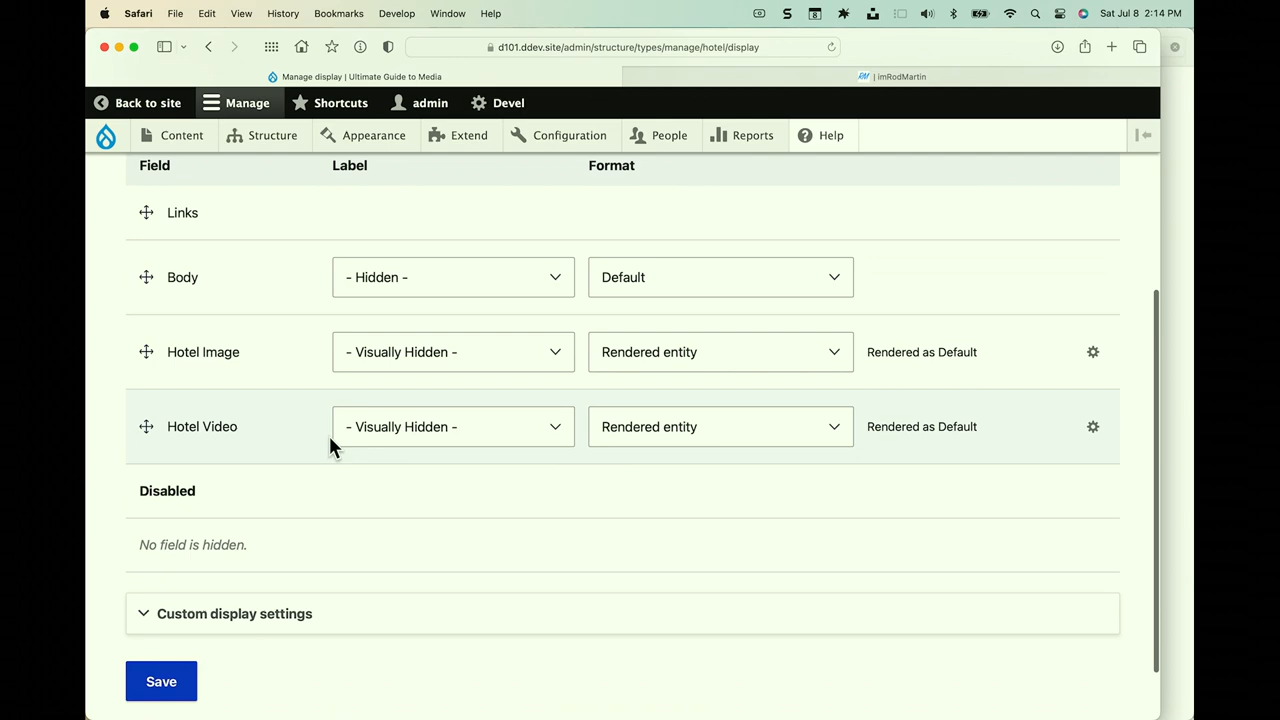 Safari File Edit View History Bookmarks Develop Window Help Sat Jul 8 2:14 PM
d101.ddev.site/admin/structure/types/manage/hotel/display
Manage display | Ultimate Guide to Media
RM | imRodMartin
Back to site Manage Shortcuts admin Devel
Content Structure Appearance Extend Configuration People Reports Help
Field Label Format
Links
Body - Hidden - Default
Hotel Image - Visually Hidden - Rendered entity Rendered as Default
Hotel Video - Visually Hidden - Rendered entity Rendered as Default
Disabled
No field is hidden.
Custom display settings
Save